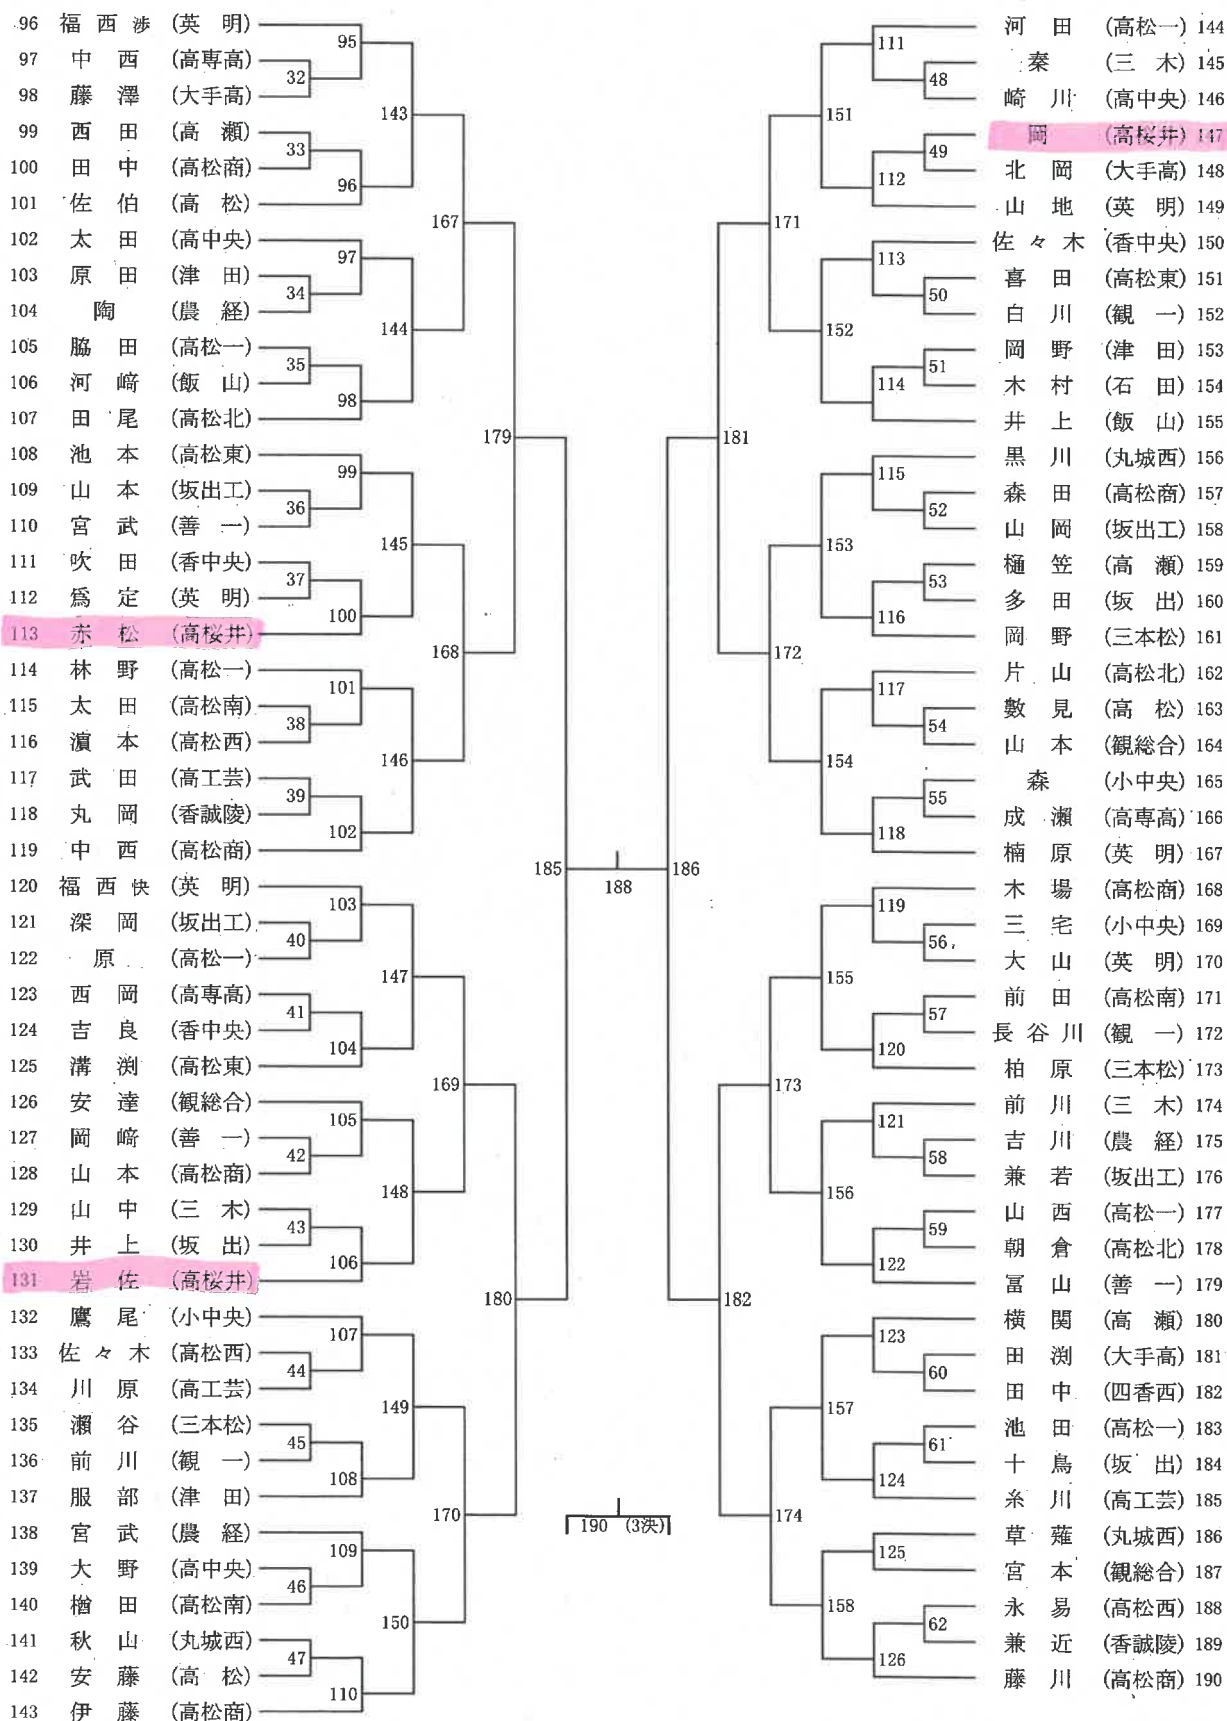 96 福西渉 (英明)
97 中西 (高専高)
98 藤澤 (大手高)
99 西田 (高瀬)
100 田中 (高松商)
101 佐伯 (高松)
102 太田 (高中央)
103 原田 (津田)
104 陶 (農経)
105 脇田 (高松一)
106 河﨑 (飯山)
107 田尾 (高松北)
108 池本 (高松東)
109 山本 (坂出工)
110 宮武 (善一)
111 吹田 (香中央)
112 爲定 (英明)
113 赤松 (高桜井)
114 林野 (高松一)
115 太田 (高松南)
116 濵本 (高松西)
117 武田 (高工芸)
118 丸岡 (香誠陵)
119 中西 (高松商)
120 福西快 (英明)
121 深岡 (坂出工)
122 原 (高松一)
123 西岡 (高専高)
124 吉良 (香中央)
125 溝渕 (高松東)
126 安達 (観総合)
127 岡﨑 (善一)
128 山本 (高松商)
129 山中 (三木)
130 井上 (坂出)
131 岩佐 (高桜井)
132 鷹尾 (小中央)
133 佐々木 (高松西)
134 川原 (高工芸)
135 瀬谷 (三本松)
136 前川 (観一)
137 服部 (津田)
138 宮武 (農経)
139 大野 (高中央)
140 楢田 (高松南)
141 秋山 (丸城西)
142 安藤 (高松)
143 伊藤 (高松商)
95
32
33
96
97
34
35
98
99
36
37
100
101
38
39
102
103
40
41
104
105
42
43
106
107
44
45
108
109
46
47
110
143
144
145
146
147
148
149
150
167
168
169
170
179
180
185
188
186
190 (3決)
181
182
171
172
173
174
151
152
153
154
155
156
157
158
111
48
49
112
113
50
51
114
115
52
53
116
117
54
55
118
119
56
57
120
121
58
59
122
123
60
61
124
125
62
126
河田 (高松一) 144
秦 (三木) 145
崎川 (高中央) 146
岡 (高桜井) 147
北岡 (大手高) 148
山地 (英明) 149
佐々木 (香中央) 150
喜田 (高松東) 151
白川 (観一) 152
岡野 (津田) 153
木村 (石田) 154
井上 (飯山) 155
黒川 (丸城西) 156
森田 (高松商) 157
山岡 (坂出工) 158
樋笠 (高瀬) 159
多田 (坂出) 160
岡野 (三本松) 161
片山 (高松北) 162
數見 (高松) 163
山本 (観総合) 164
森 (小中央) 165
成瀬 (高専高) 166
楠原 (英明) 167
木場 (高松商) 168
三宅 (小中央) 169
大山 (英明) 170
前田 (高松南) 171
長谷川 (観一) 172
柏原 (三本松) 173
前川 (三木) 174
吉川 (農経) 175
兼若 (坂出工) 176
山西 (高松一) 177
朝倉 (高松北) 178
冨山 (善一) 179
横関 (高瀬) 180
田渕 (大手高) 181
田中 (四香西) 182
池田 (高松一) 183
十鳥 (坂出) 184
糸川 (高工芸) 185
草薙 (丸城西) 186
宮本 (観総合) 187
永易 (高松西) 188
兼近 (香誠陵) 189
藤川 (高松商) 190